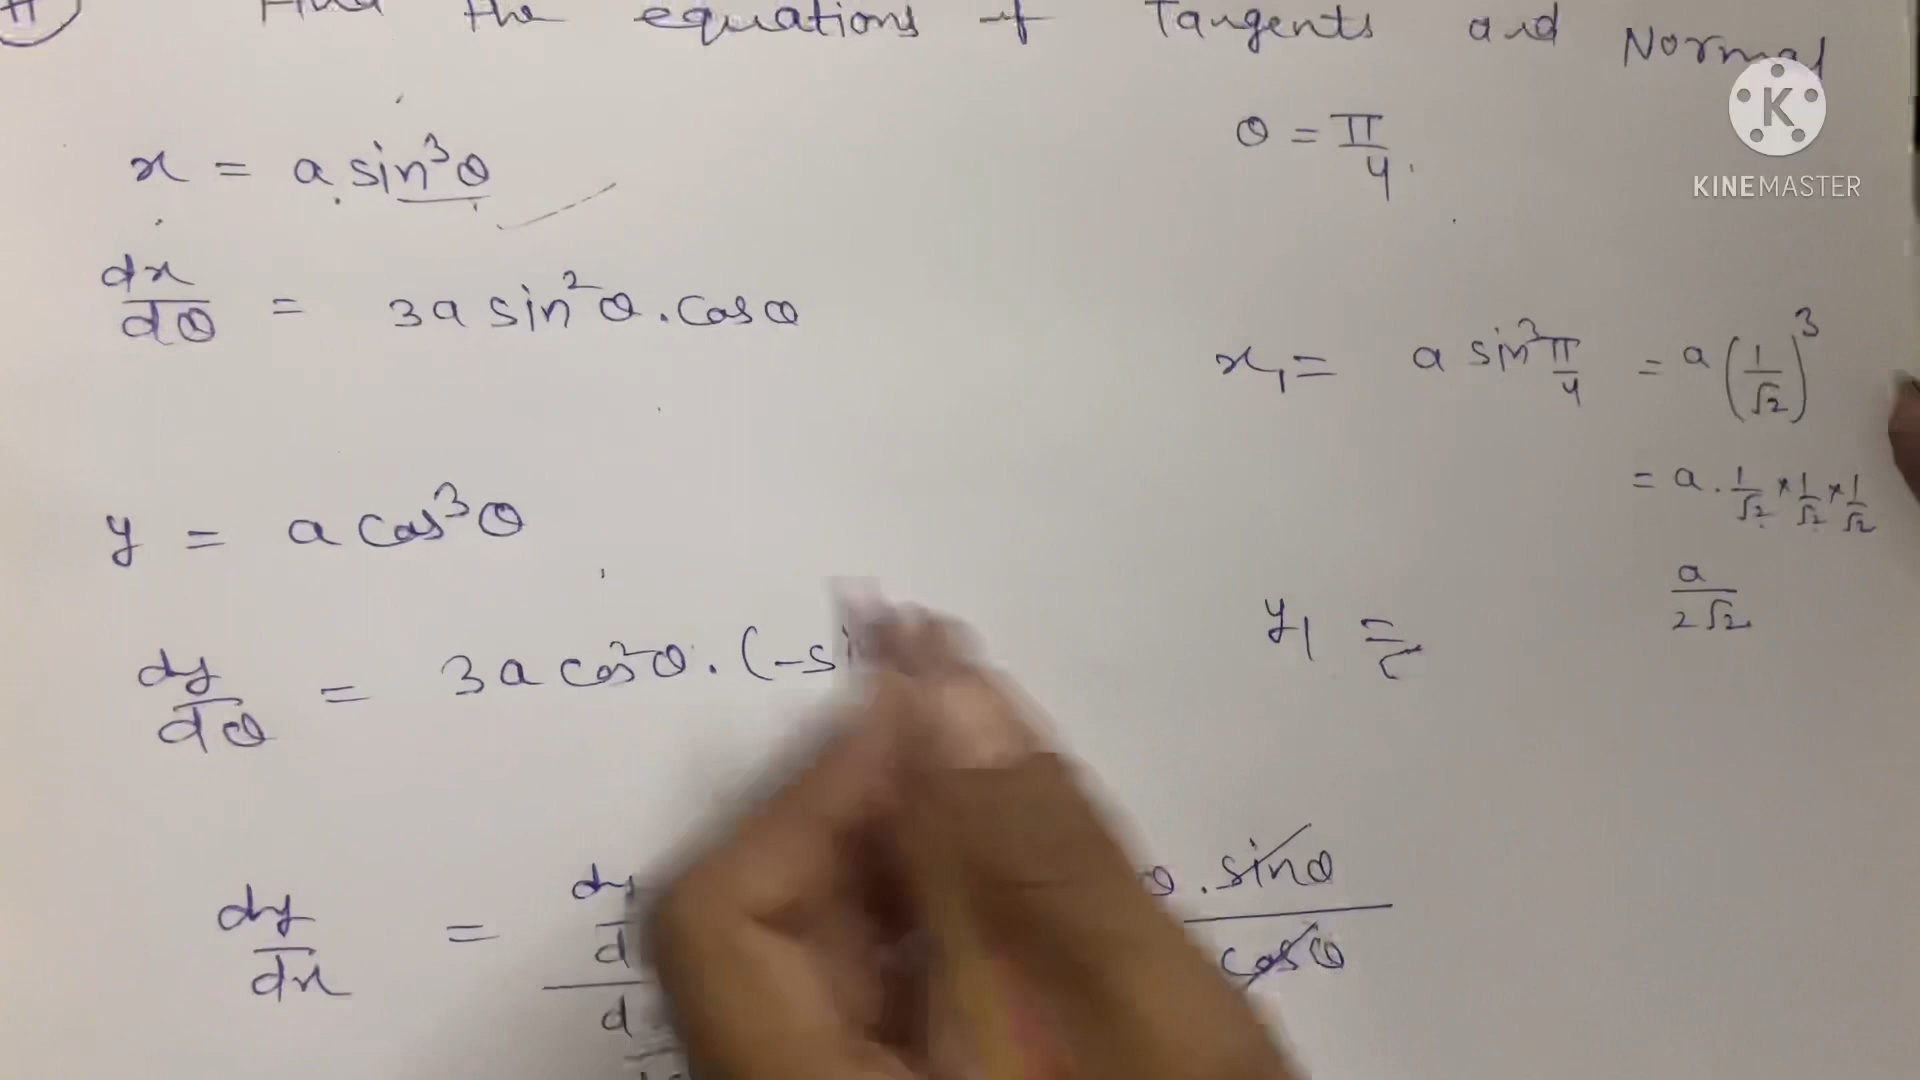 Find the equations of Tangents and Normal
θ = π/4
KINEMASTER
x = a sin³θ
dx/dθ = 3a sin²θ . cosθ
x₁ = a sin³ π/4 = a (1/√2)³
= a . 1/√2 × 1/√2 × 1/√2
a/2√2
y = a cos³θ
y₁ =
dy/dθ = 3a cos²θ . (-si
dy/dx = dy/d
θ . sinθ
cosθ
d